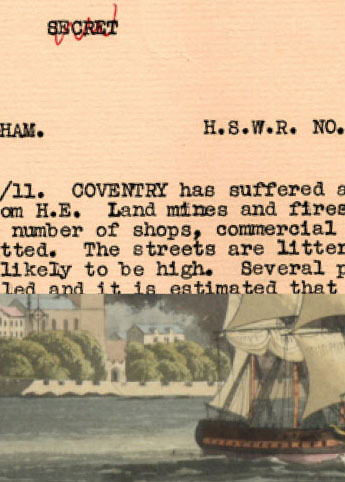 SECRET
HAM. H.S.W.R. NO.
/11. COVENTRY has suffered a
om H.E. Land mines and fires
number of shops, commercial
tted. The streets are litter
likely to be high. Several p
led and it is estimated that